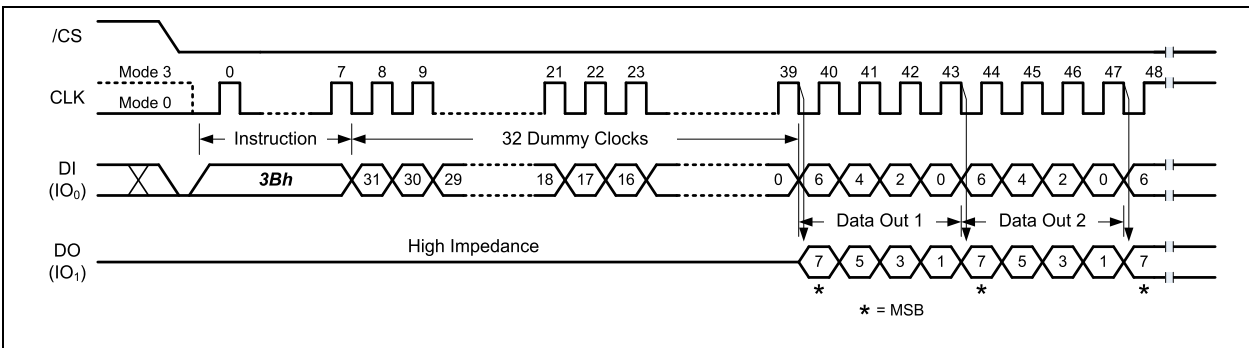 /CS
Mode 3 0 7 8 9 21 22 23 39 40 41 42 43 44 45 46 47 48
CLK
Mode 0
Instruction 32 Dummy Clocks
DI
(IO₀)
3Bh 31 30 29 18 17 16 0 6 4 2 0 6 4 2 0 6
Data Out 1 Data Out 2
DO
(IO₁)
High Impedance
7 5 3 1 7 5 3 1 7
* * *
* = MSB